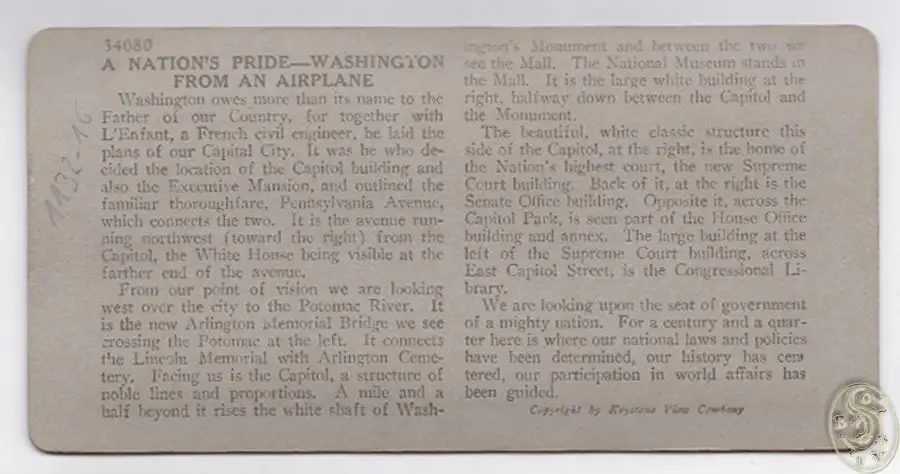 34080
A NATION'S PRIDE—WASHINGTON
FROM AN AIRPLANE
Washington owes more than its name to the
Father of our Country, for together with
L'Enfant, a French civil engineer, he laid the
plans of our Capital City. It was he who de-
cided the location of the Capitol building and
also the Executive Mansion, and outlined the
familiar thoroughfare, Pennsylvania Avenue,
which connects the two. It is the avenue run-
ning northwest (toward the right) from the
Capitol, the White House being visible at the
farther end of the avenue.
From our point of vision we are looking
west over the city to the Potomac River. It
is the new Arlington Memorial Bridge we see
crossing the Potomac at the left. It connects
the Lincoln Memorial with Arlington Ceme-
tery. Facing us is the Capitol, a structure of
noble lines and proportions. A mile and a
half beyond it rises the white shaft of Wash-
ington's Monument and between the two we
see the Mall. The National Museum stands in
the Mall. It is the large white building at the
right, halfway down between the Capitol and
the Monument.
The beautiful, white classic structure this
side of the Capitol, at the right, is the home of
the Nation's highest court, the new Supreme
Court building. Back of it, at the right is the
Senate Office building. Opposite it, across the
Capitol Park, is seen part of the House Office
building and annex. The large building at the
left of the Supreme Court building, across
East Capitol Street, is the Congressional Li-
brary.
We are looking upon the seat of government
of a mighty nation. For a century and a quar-
ter here is where our national laws and policies
have been determined, our history has cen
tered, our participation in world affairs has
been guided.
Copyright by Keystone View Company
1132-16